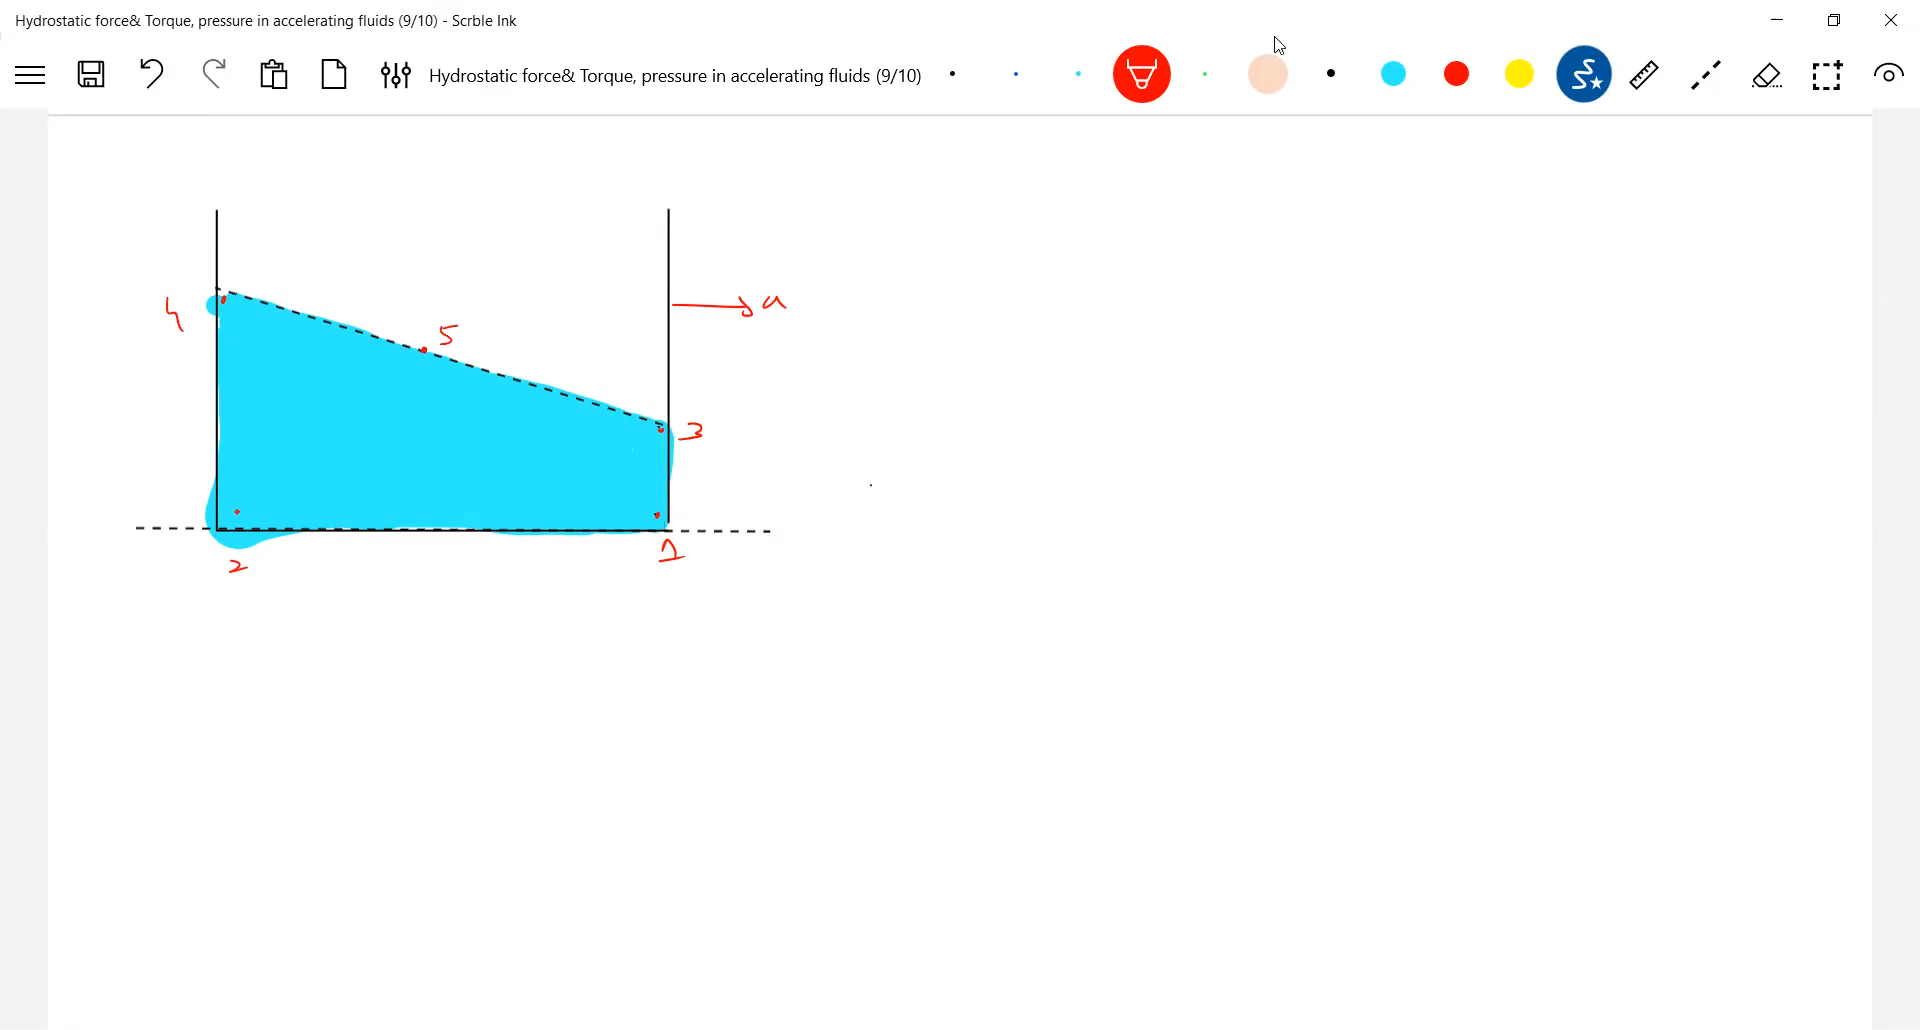 Hydrostatic force& Torque, pressure in accelerating fluids (9/10) - Scrble Ink
Hydrostatic force& Torque, pressure in accelerating fluids (9/10)
4
a
5
3
2
1